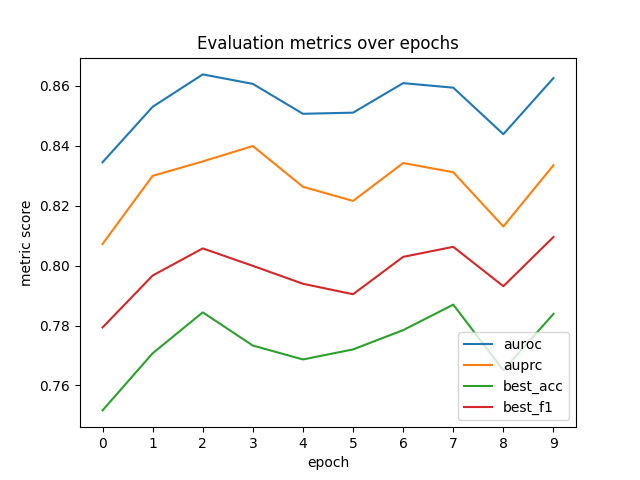 Evaluation metrics over epochs
metric score
0.86
0.84
0.82
0.80
0.78
0.76
auroc
auprc
best_acc
best_f1
0 1 2 3 4 5 6 7 8 9
epoch